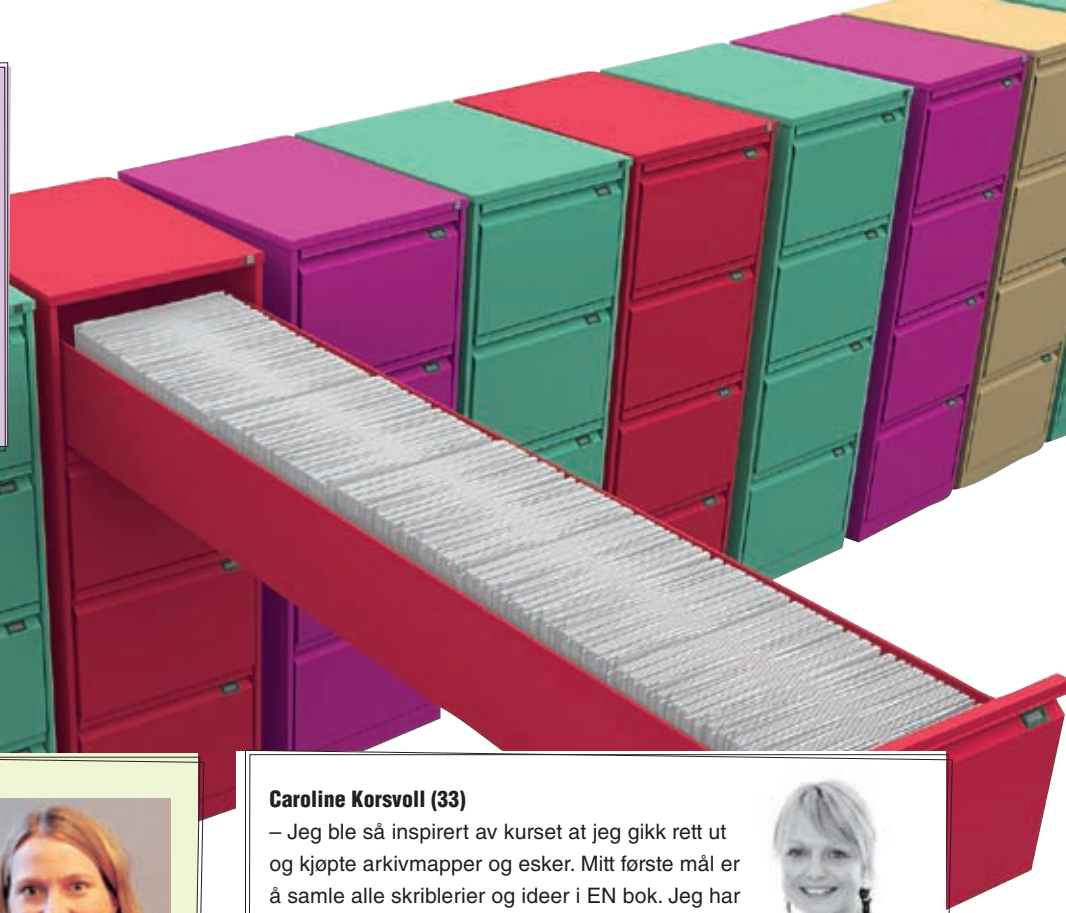 Caroline Korsvoll (33)
– Jeg ble så inspirert av kurset at jeg gikk rett ut
og kjøpte arkivmapper og esker. Mitt første mål er
å samle alle skriblerier og ideer i EN bok. Jeg har